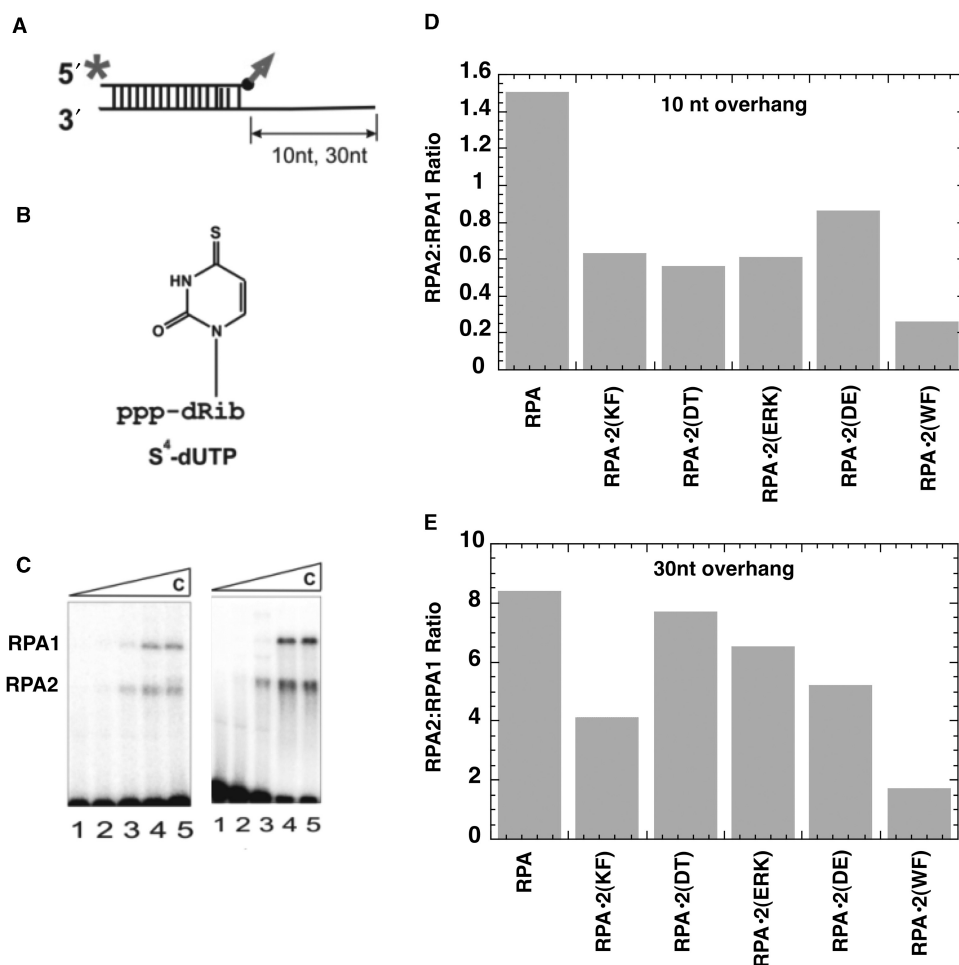 A
5′ *
3′
10nt, 30nt
B
S
HN
O
N
ppp-dRib
S4-dUTP
C
C
C
RPA1
RPA2
1 2 3 4 5
1 2 3 4 5
D
10 nt overhang
RPA2:RPA1 Ratio
1.6
1.4
1.2
1
0.8
0.6
0.4
0.2
0
RPA
RPA•2(KF)
RPA•2(DT)
RPA•2(ERK)
RPA•2(DE)
RPA•2(WF)
E
30nt overhang
RPA2:RPA1 Ratio
10
8
6
4
2
0
RPA
RPA•2(KF)
RPA•2(DT)
RPA•2(ERK)
RPA•2(DE)
RPA•2(WF)